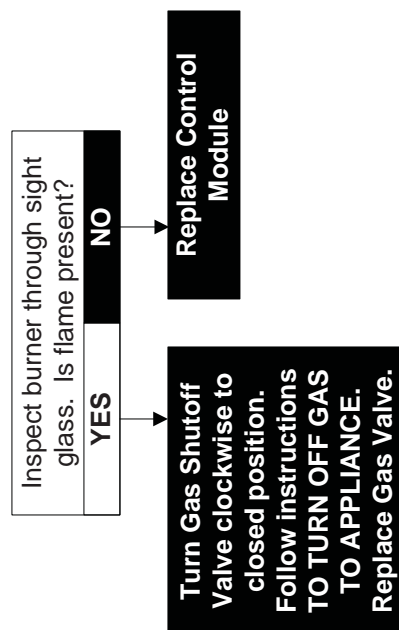 Inspect burner through sight
glass.  Is flame present?
YES
NO
Turn Gas Shutoff
Valve clockwise to
closed position.
Follow instructions
TO TURN OFF GAS
TO APPLIANCE.
Replace Gas Valve.
Replace Control
Module